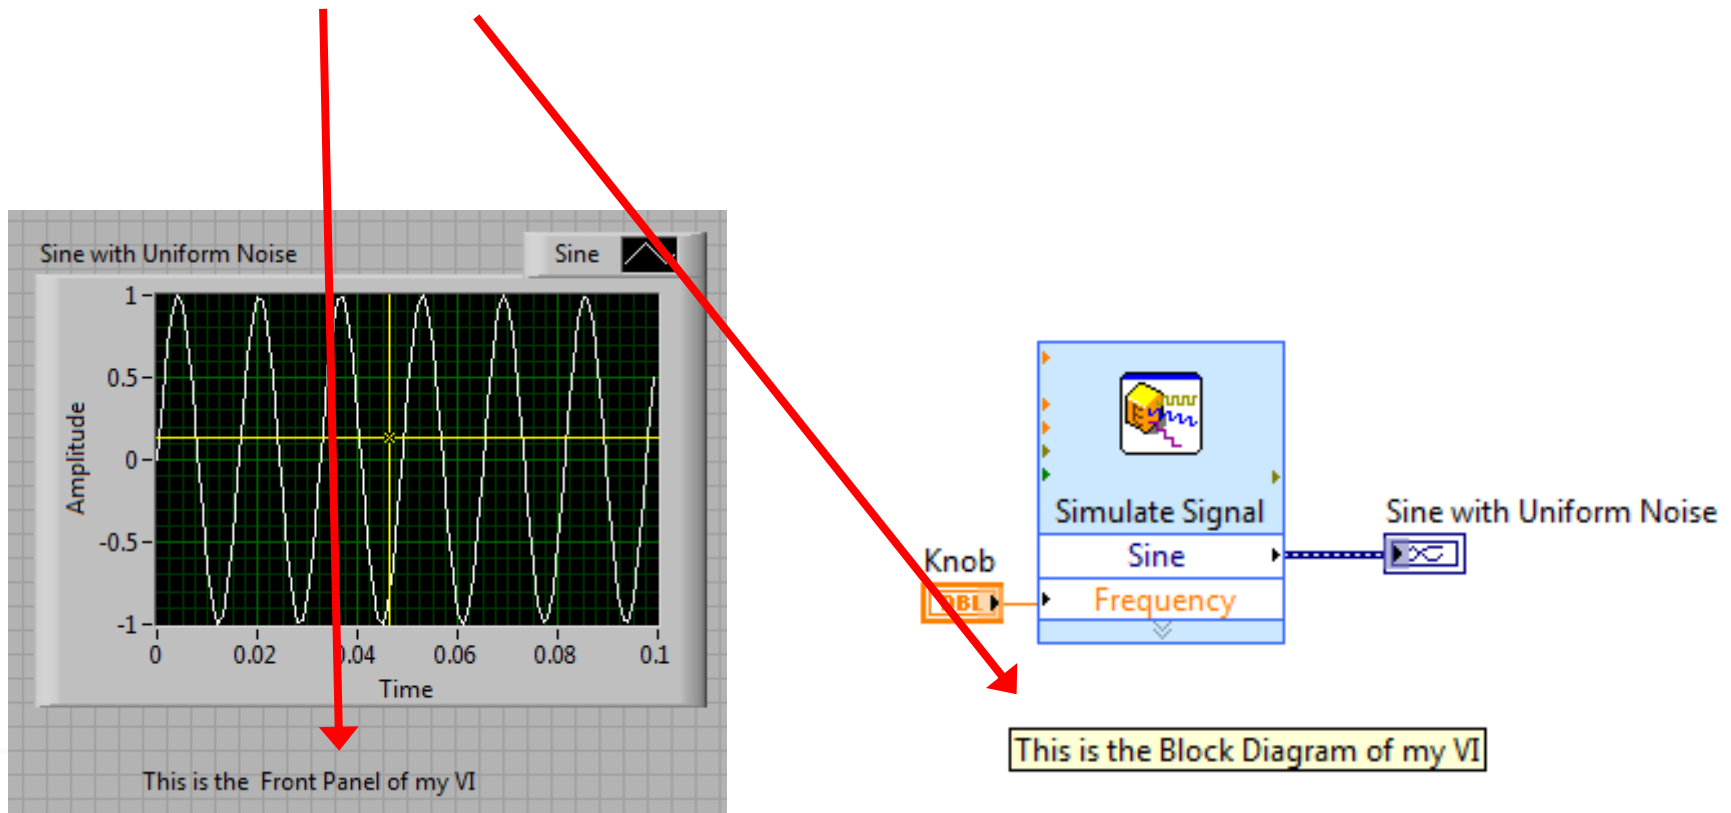 Sine with Uniform Noise
Sine
1
0.5
0
-0.5
-1
Amplitude
0
0.02
0.04
0.06
0.08
0.1
Time
This is the  Front Panel of my VI
Simulate Signal
Sine
Frequency
Knob
DBL
Sine with Uniform Noise
This is the Block Diagram of my VI